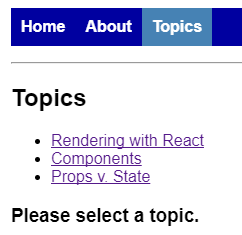 Home About Topics
Topics
Rendering with React
Components
Props v. State
Please select a topic.